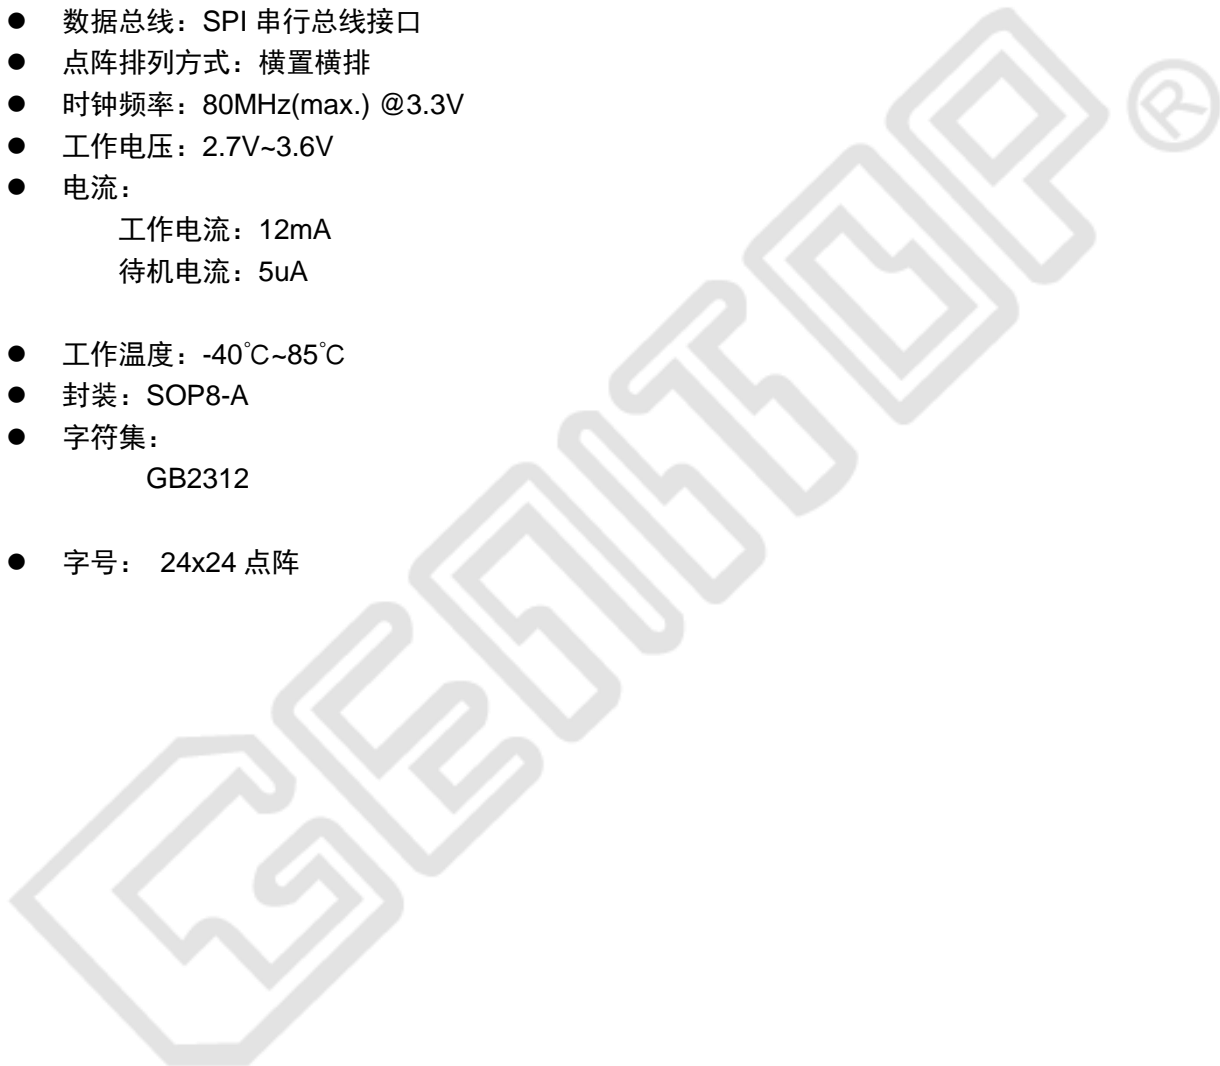 ● 数据总线：SPI 串行总线接口
● 点阵排列方式：横置横排
● 时钟频率：80MHz(max.) @3.3V
● 工作电压：2.7V~3.6V
● 电流：
工作电流：12mA
待机电流：5uA
● 工作温度：-40℃~85℃
● 封装：SOP8-A
● 字符集：
GB2312
● 字号： 24x24 点阵
GENITOP®